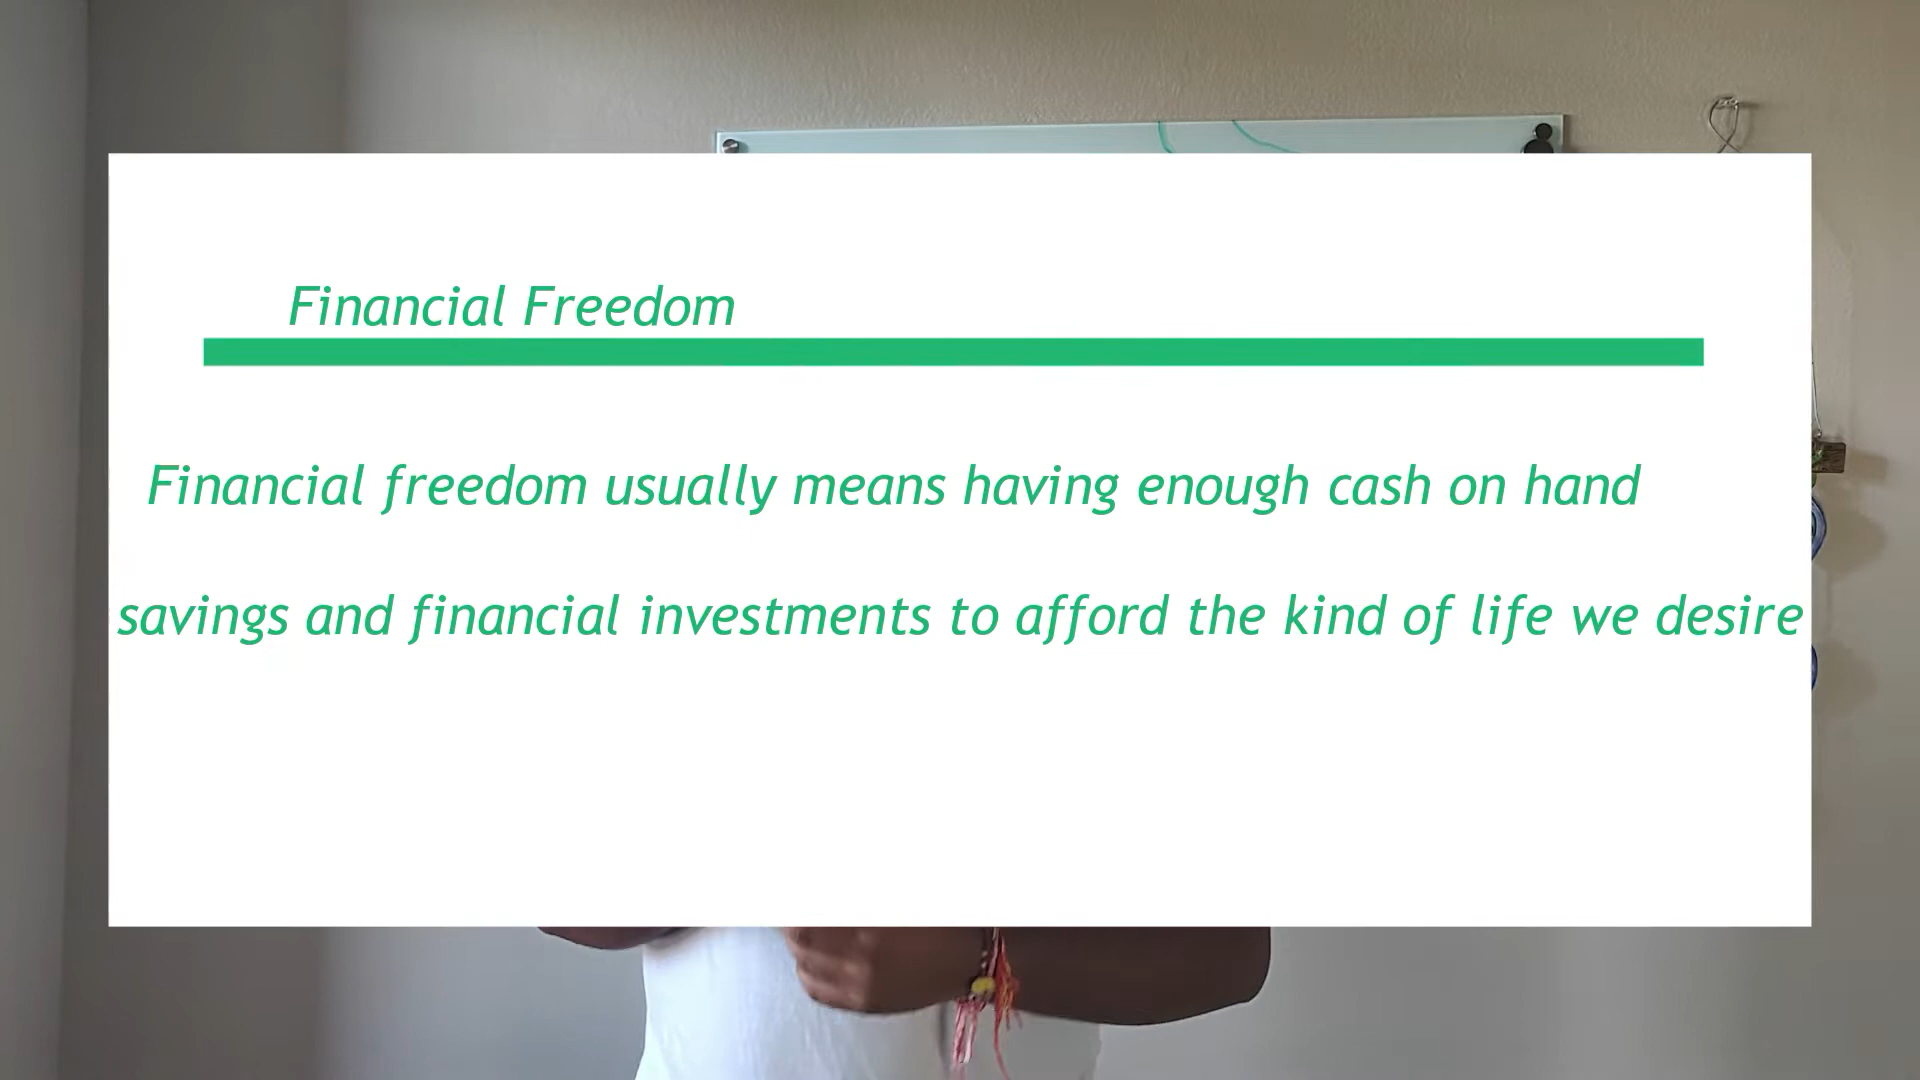 Financial Freedom
Financial freedom usually means having enough cash on hand
savings and financial investments to afford the kind of life we desire